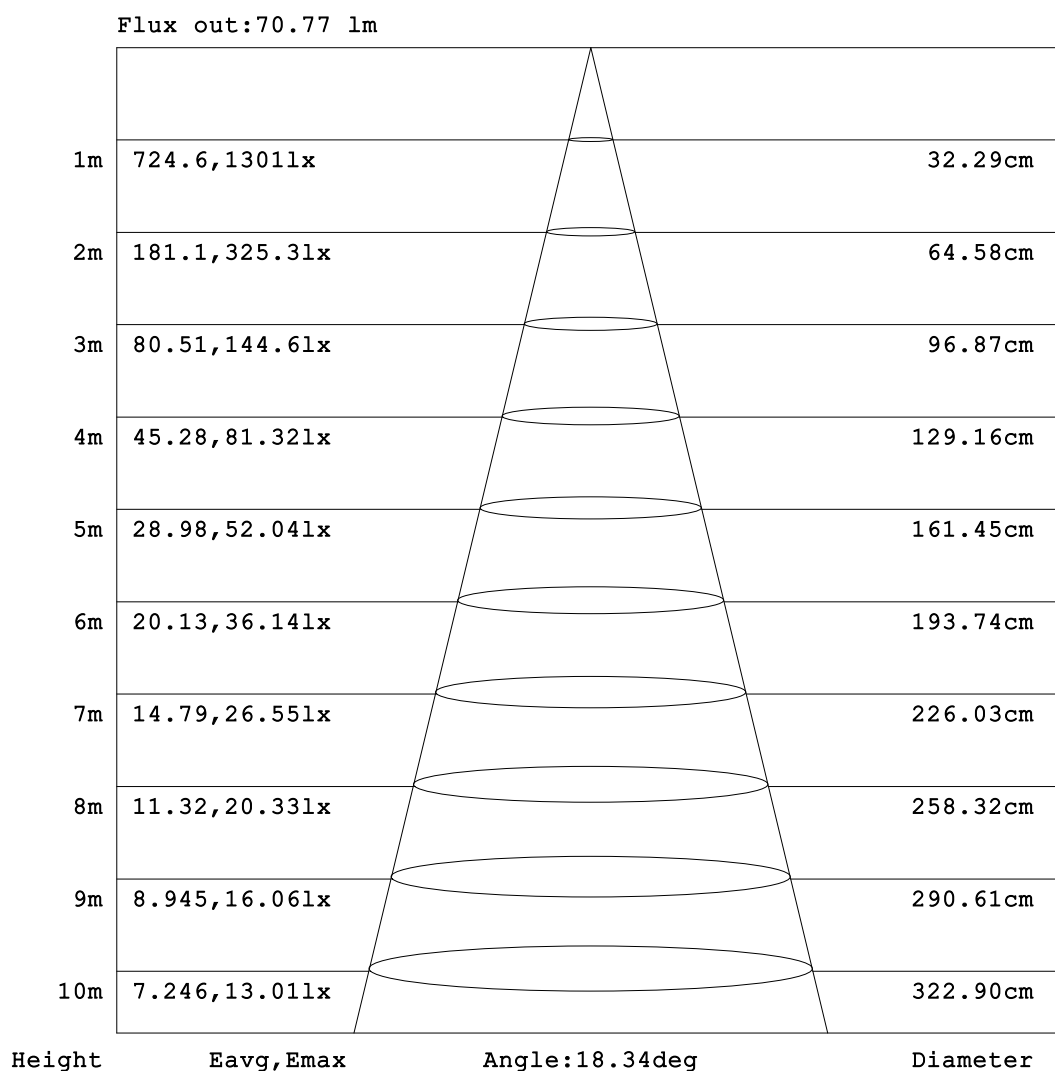 Flux out:70.77 lm
1m 724.6,1301lx 32.29cm
2m 181.1,325.3lx 64.58cm
3m 80.51,144.6lx 96.87cm
4m 45.28,81.32lx 129.16cm
5m 28.98,52.04lx 161.45cm
6m 20.13,36.14lx 193.74cm
7m 14.79,26.55lx 226.03cm
8m 11.32,20.33lx 258.32cm
9m 8.945,16.06lx 290.61cm
10m 7.246,13.01lx 322.90cm
Height Eavg,Emax Angle:18.34deg Diameter